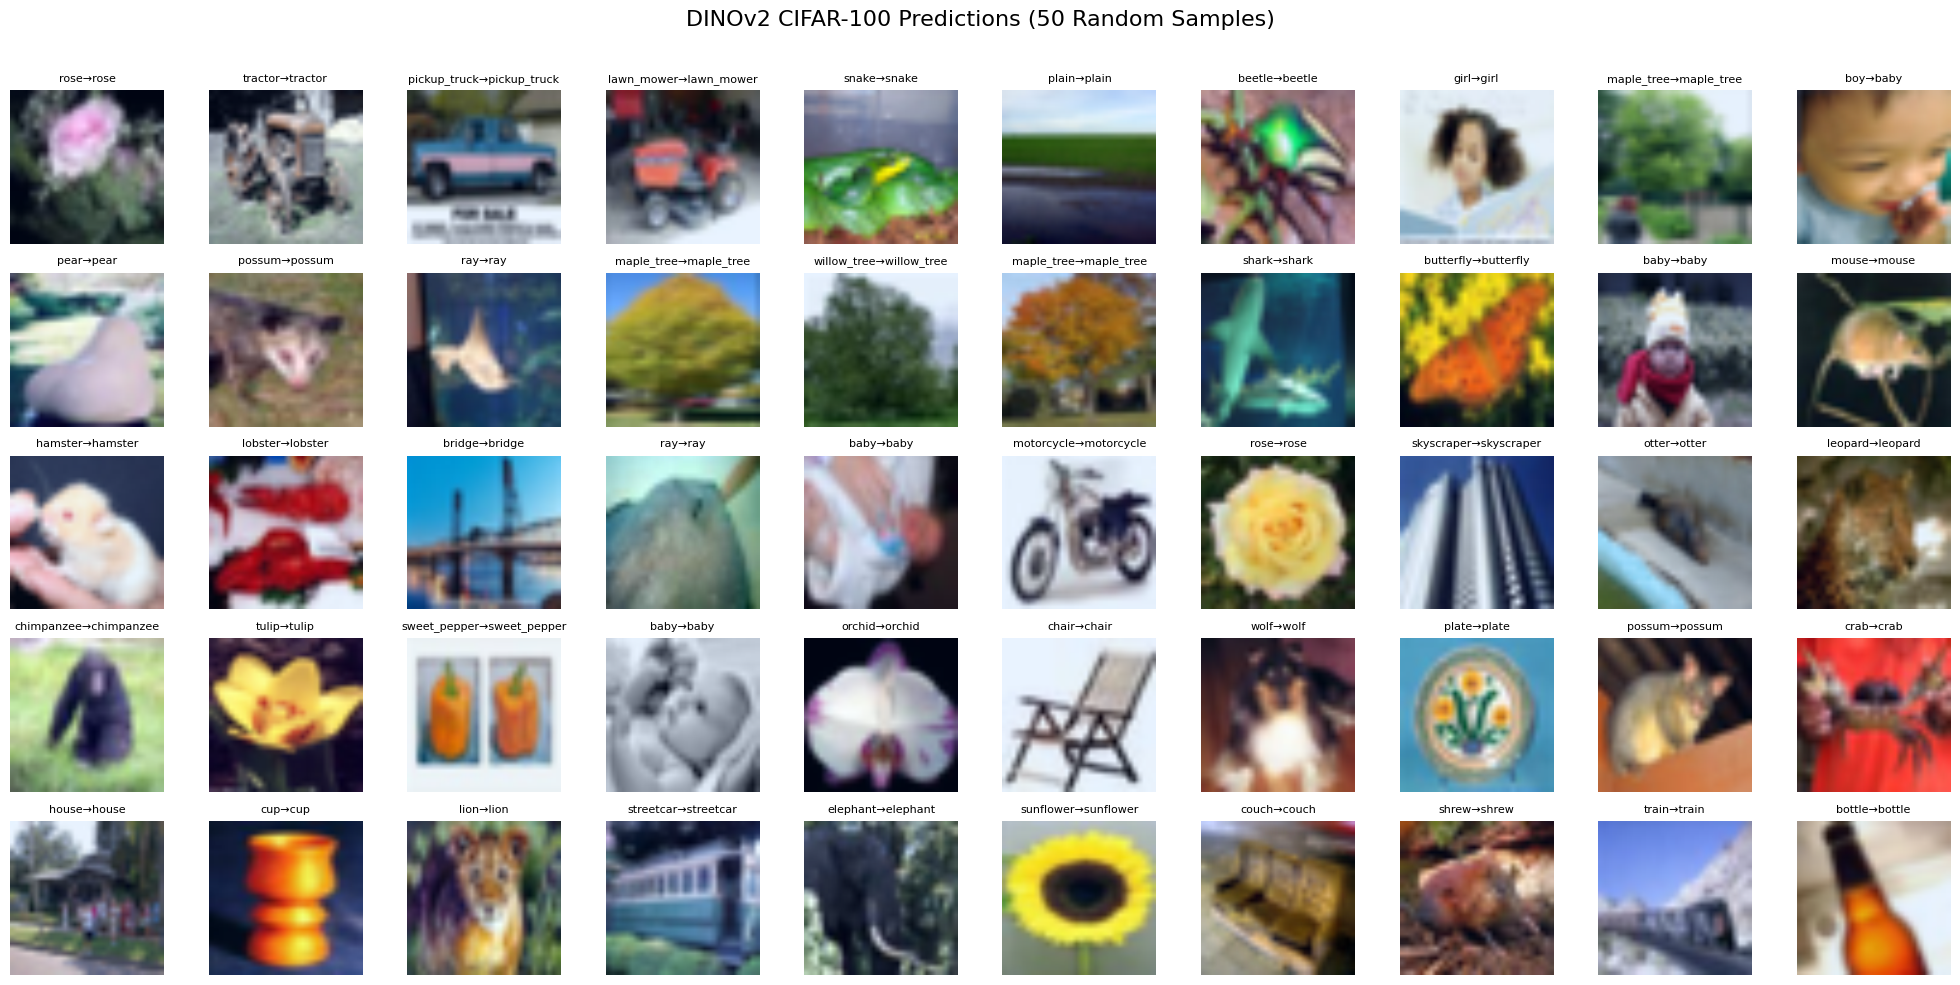 DINOv2 CIFAR-100 Predictions (50 Random Samples)
rose→rose
tractor→tractor
pickup_truck→pickup_truck
lawn_mower→lawn_mower
snake→snake
plain→plain
beetle→beetle
girl→girl
maple_tree→maple_tree
boy→baby
FOR SALE
pear→pear
possum→possum
ray→ray
maple_tree→maple_tree
willow_tree→willow_tree
maple_tree→maple_tree
shark→shark
butterfly→butterfly
baby→baby
mouse→mouse
hamster→hamster
lobster→lobster
bridge→bridge
ray→ray
baby→baby
motorcycle→motorcycle
rose→rose
skyscraper→skyscraper
otter→otter
leopard→leopard
chimpanzee→chimpanzee
tulip→tulip
sweet_pepper→sweet_pepper
baby→baby
orchid→orchid
chair→chair
wolf→wolf
plate→plate
possum→possum
crab→crab
house→house
cup→cup
lion→lion
streetcar→streetcar
elephant→elephant
sunflower→sunflower
couch→couch
shrew→shrew
train→train
bottle→bottle